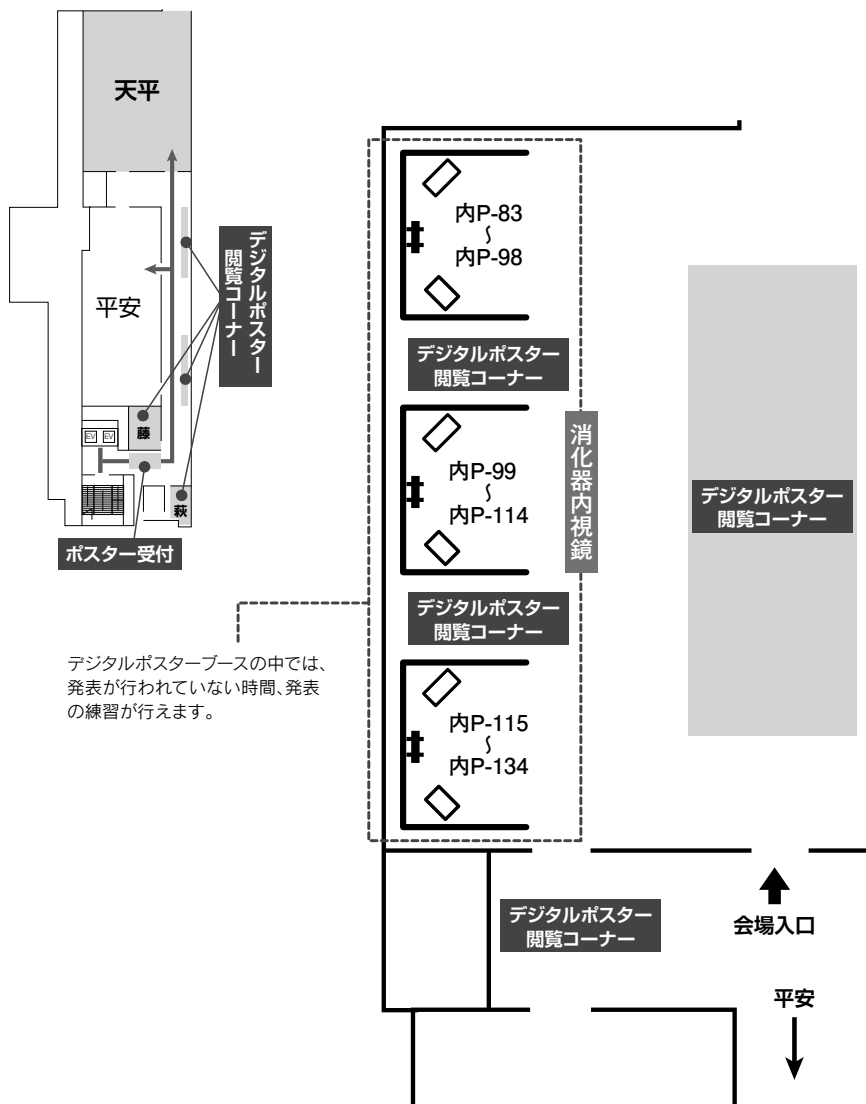 天平
平安
デジタルポスター
閲覧コーナー
EV
EV
藤
萩
ポスター受付
デジタルポスターブースの中では、
発表が行われていない時間、発表
の練習が行えます。
内P-83
〜
内P-98
デジタルポスター
閲覧コーナー
内P-99
〜
内P-114
デジタルポスター
閲覧コーナー
内P-115
〜
内P-134
消化器内視鏡
デジタルポスター
閲覧コーナー
デジタルポスター
閲覧コーナー
会場入口
平安